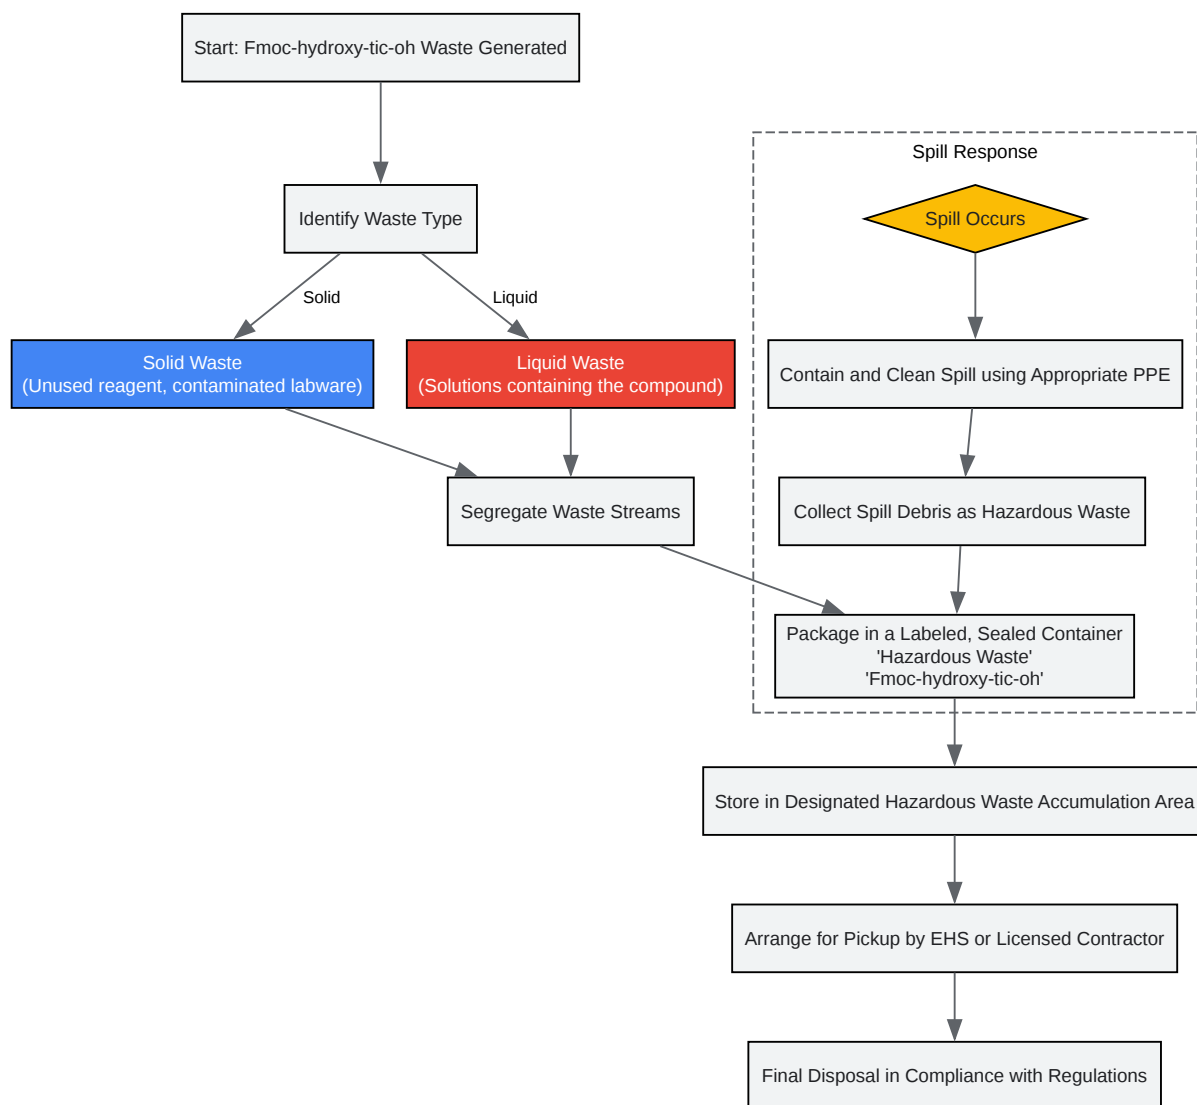 Start: Fmoc-hydroxy-tic-oh Waste Generated
Identify Waste Type
Solid
Liquid
Solid Waste
(Unused reagent, contaminated labware)
Liquid Waste
(Solutions containing the compound)
Segregate Waste Streams
Spill Response
Spill Occurs
Contain and Clean Spill using Appropriate PPE
Collect Spill Debris as Hazardous Waste
Package in a Labeled, Sealed Container
'Hazardous Waste'
'Fmoc-hydroxy-tic-oh'
Store in Designated Hazardous Waste Accumulation Area
Arrange for Pickup by EHS or Licensed Contractor
Final Disposal in Compliance with Regulations